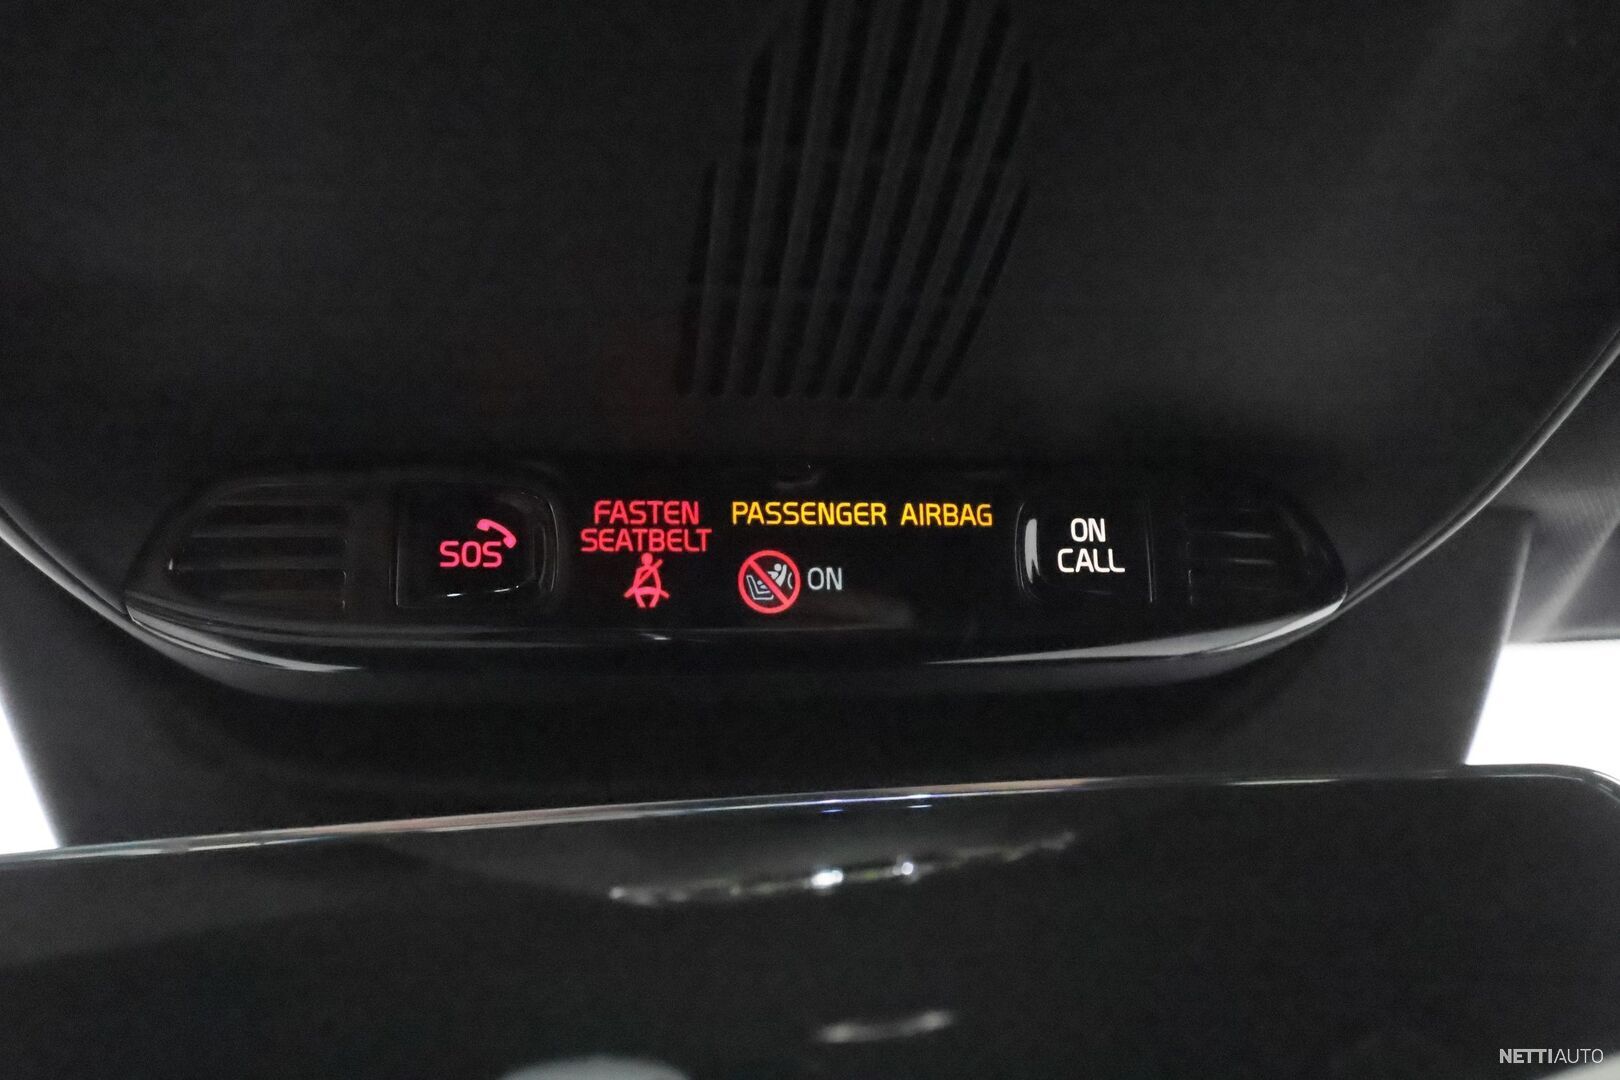 SOS
FASTEN
SEATBELT
PASSENGER AIRBAG
ON
ON
CALL
NETTIAUTO